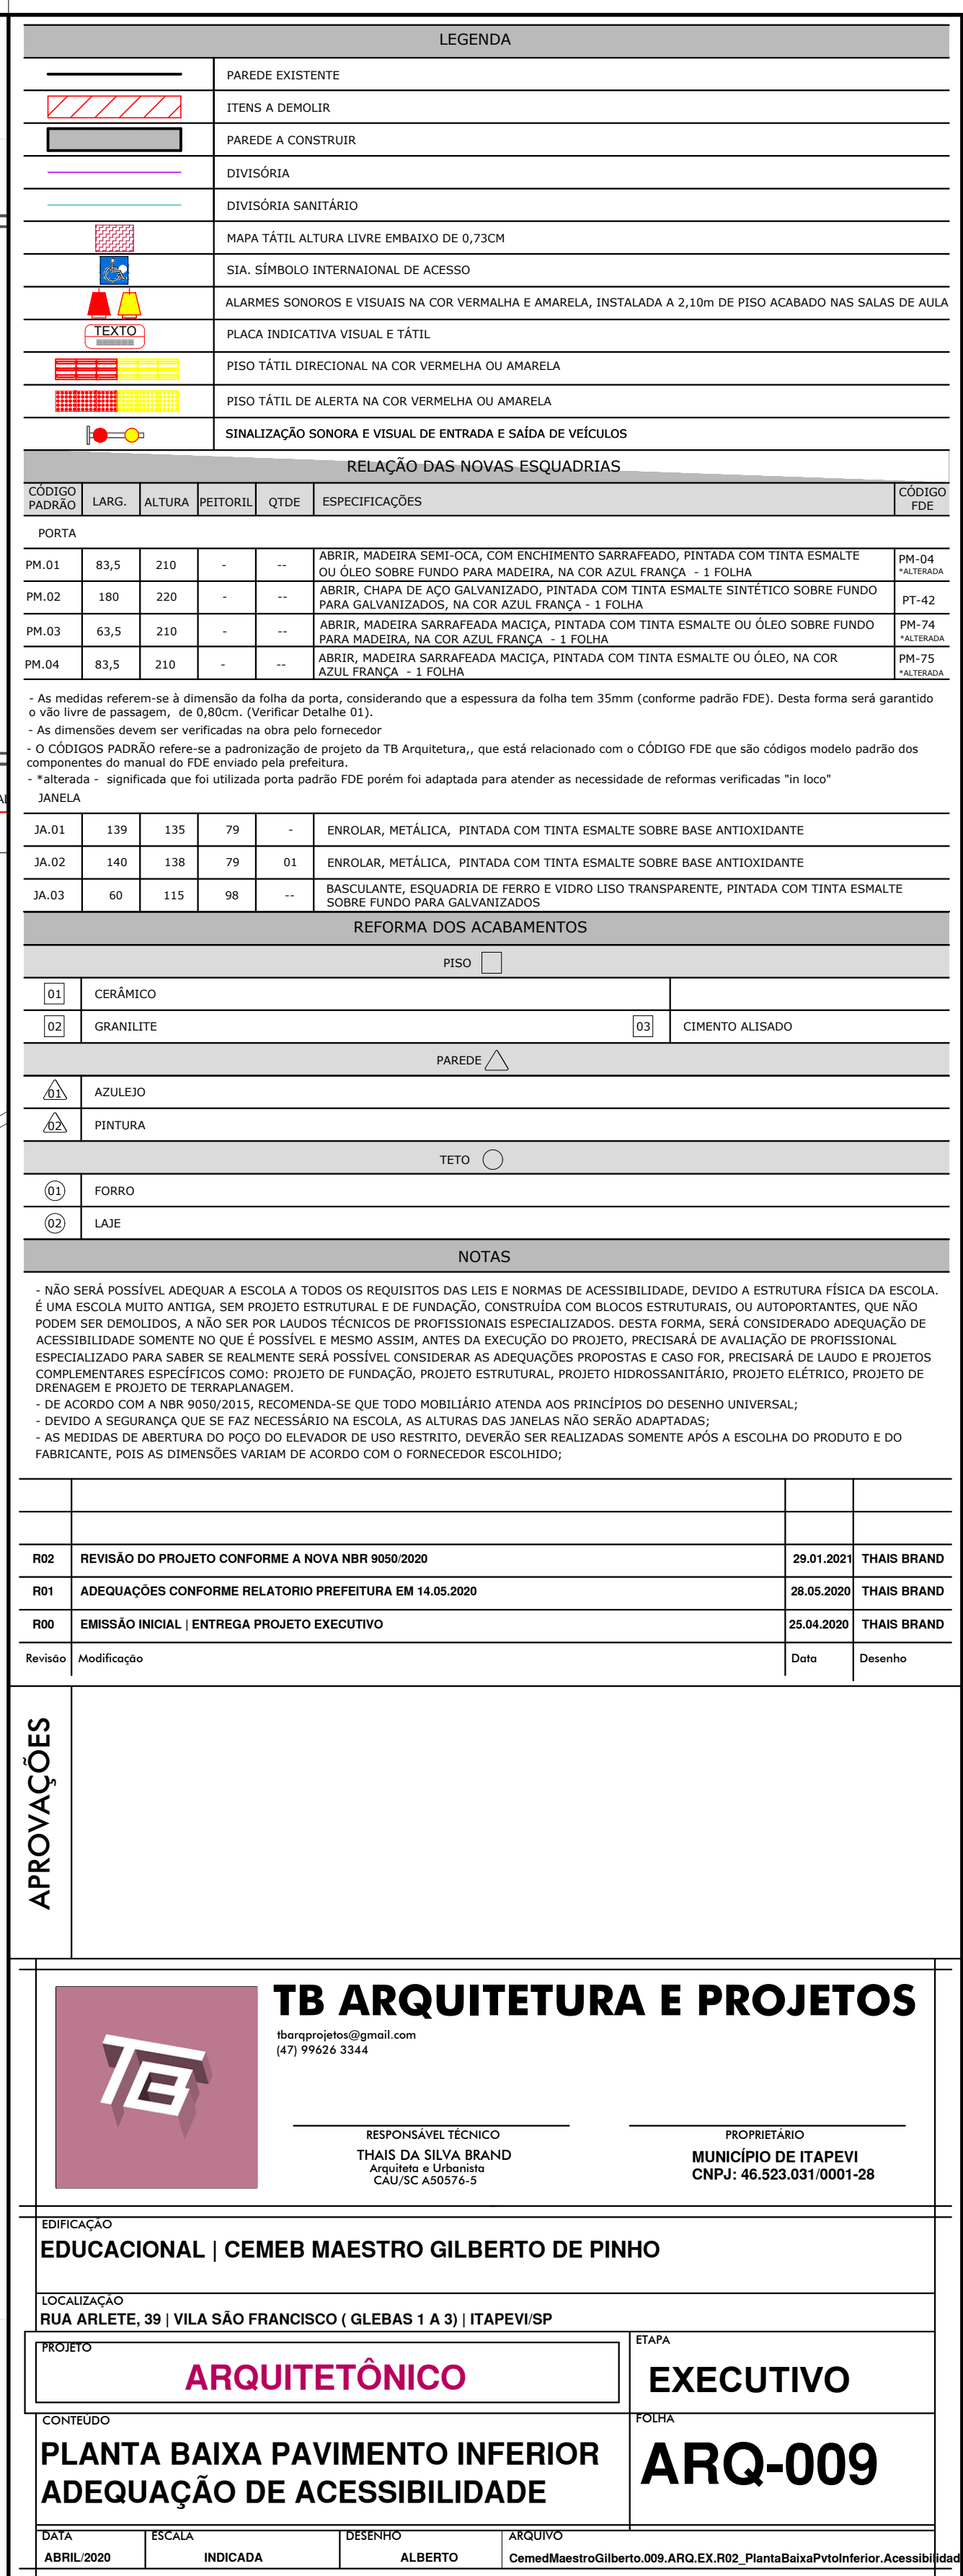 LEGENDA
PAREDE EXISTENTE
ITENS A DEMOLIR
PAREDE A CONSTRUIR
DIVISÓRIA
DIVISÓRIA SANITÁRIO
MAPA TÁTIL ALTURA LIVRE EMBAIXO DE 0,73CM
SIA. SÍMBOLO INTERNAIONAL DE ACESSO
ALARMES SONOROS E VISUAIS NA COR VERMALHA E AMARELA, INSTALADA A 2,10m DE PISO ACABADO NAS SALAS DE AULA
TEXTO PLACA INDICATIVA VISUAL E TÁTIL
PISO TÁTIL DIRECIONAL NA COR VERMELHA OU AMARELA
PISO TÁTIL DE ALERTA NA COR VERMELHA OU AMARELA
SINALIZAÇÃO SONORA E VISUAL DE ENTRADA E SAÍDA DE VEÍCULOS
RELAÇÃO DAS NOVAS ESQUADRIAS
CÓDIGO PADRÃO LARG. ALTURA PEITORIL QTDE ESPECIFICAÇÕES CÓDIGO FDE
PORTA
PM.01 83,5 210 - -- ABRIR, MADEIRA SEMI-OCA, COM ENCHIMENTO SARRAFEADO, PINTADA COM TINTA ESMALTE PM-04
OU ÓLEO SOBRE FUNDO PARA MADEIRA, NA COR AZUL FRANÇA - 1 FOLHA *ALTERADA
PM.02 180 220 - -- ABRIR, CHAPA DE AÇO GALVANIZADO, PINTADA COM TINTA ESMALTE SINTÉTICO SOBRE FUNDO PT-42
PARA GALVANIZADOS, NA COR AZUL FRANÇA - 1 FOLHA
PM.03 63,5 210 - -- ABRIR, MADEIRA SARRAFEADA MACIÇA, PINTADA COM TINTA ESMALTE OU ÓLEO SOBRE FUNDO PM-74
PARA MADEIRA, NA COR AZUL FRANÇA - 1 FOLHA *ALTERADA
PM.04 83,5 210 - -- ABRIR, MADEIRA SARRAFEADA MACIÇA, PINTADA COM TINTA ESMALTE OU ÓLEO, NA COR PM-75
AZUL FRANÇA - 1 FOLHA *ALTERADA
- As medidas referem-se à dimensão da folha da porta, considerando que a espessura da folha tem 35mm (conforme padrão FDE). Desta forma será garantido
o vão livre de passagem, de 0,80cm. (Verificar Detalhe 01).
- As dimensões devem ser verificadas na obra pelo fornecedor
- O CÓDIGOS PADRÃO refere-se a padronização de projeto da TB Arquitetura,, que está relacionado com o CÓDIGO FDE que são códigos modelo padrão dos
componentes do manual do FDE enviado pela prefeitura.
- *alterada - significada que foi utilizada porta padrão FDE porém foi adaptada para atender as necessidade de reformas verificadas "in loco"
JANELA
JA.01 139 135 79 - ENROLAR, METÁLICA, PINTADA COM TINTA ESMALTE SOBRE BASE ANTIOXIDANTE
JA.02 140 138 79 01 ENROLAR, METÁLICA, PINTADA COM TINTA ESMALTE SOBRE BASE ANTIOXIDANTE
JA.03 60 115 98 -- BASCULANTE, ESQUADRIA DE FERRO E VIDRO LISO TRANSPARENTE, PINTADA COM TINTA ESMALTE
SOBRE FUNDO PARA GALVANIZADOS
REFORMA DOS ACABAMENTOS
PISO
01 CERÂMICO
02 GRANILITE 03 CIMENTO ALISADO
PAREDE
01 AZULEJO
02 PINTURA
TETO
01 FORRO
02 LAJE
NOTAS
- NÃO SERÁ POSSÍVEL ADEQUAR A ESCOLA A TODOS OS REQUISITOS DAS LEIS E NORMAS DE ACESSIBILIDADE, DEVIDO A ESTRUTURA FÍSICA DA ESCOLA.
É UMA ESCOLA MUITO ANTIGA, SEM PROJETO ESTRUTURAL E DE FUNDAÇÃO, CONSTRUÍDA COM BLOCOS ESTRUTURAIS, OU AUTOPORTANTES, QUE NÃO
PODEM SER DEMOLIDOS, A NÃO SER POR LAUDOS TÉCNICOS DE PROFISSIONAIS ESPECIALIZADOS. DESTA FORMA, SERÁ CONSIDERADO ADEQUAÇÃO DE
ACESSIBILIDADE SOMENTE NO QUE É POSSÍVEL E MESMO ASSIM, ANTES DA EXECUÇÃO DO PROJETO, PRECISARÁ DE AVALIAÇÃO DE PROFISSIONAL
ESPECIALIZADO PARA SABER SE REALMENTE SERÁ POSSÍVEL CONSIDERAR AS ADEQUAÇÕES PROPOSTAS E CASO FOR, PRECISARÁ DE LAUDO E PROJETOS
COMPLEMENTARES ESPECÍFICOS COMO: PROJETO DE FUNDAÇÃO, PROJETO ESTRUTURAL, PROJETO HIDROSSANITÁRIO, PROJETO ELÉTRICO, PROJETO DE
DRENAGEM E PROJETO DE TERRAPLANAGEM.
- DE ACORDO COM A NBR 9050/2015, RECOMENDA-SE QUE TODO MOBILIÁRIO ATENDA AOS PRINCÍPIOS DO DESENHO UNIVERSAL;
- DEVIDO A SEGURANÇA QUE SE FAZ NECESSÁRIO NA ESCOLA, AS ALTURAS DAS JANELAS NÃO SERÃO ADAPTADAS;
- AS MEDIDAS DE ABERTURA DO POÇO DO ELEVADOR DE USO RESTRITO, DEVERÃO SER REALIZADAS SOMENTE APÓS A ESCOLHA DO PRODUTO E DO
FABRICANTE, POIS AS DIMENSÕES VARIAM DE ACORDO COM O FORNECEDOR ESCOLHIDO;
R02 REVISÃO DO PROJETO CONFORME A NOVA NBR 9050/2020 29.01.2021 THAIS BRAND
R01 ADEQUAÇÕES CONFORME RELATORIO PREFEITURA EM 14.05.2020 28.05.2020 THAIS BRAND
R00 EMISSÃO INICIAL | ENTREGA PROJETO EXECUTIVO 25.04.2020 THAIS BRAND
Revisão Modificação Data Desenho
APROVAÇÕES
TB
TB ARQUITETURA E PROJETOS
tbarqprojetos@gmail.com
(47) 99626 3344
RESPONSÁVEL TÉCNICO PROPRIETÁRIO
THAIS DA SILVA BRAND MUNICÍPIO DE ITAPEVI
Arquiteta e Urbanista CNPJ: 46.523.031/0001-28
CAU/SC A50576-5
EDIFICAÇÃO
EDUCACIONAL | CEMEB MAESTRO GILBERTO DE PINHO
LOCALIZAÇÃO
RUA ARLETE, 39 | VILA SÃO FRANCISCO ( GLEBAS 1 A 3) | ITAPEVI/SP
PROJETO ETAPA
ARQUITETÔNICO EXECUTIVO
CONTEÚDO FOLHA
PLANTA BAIXA PAVIMENTO INFERIOR ARQ-009
ADEQUAÇÃO DE ACESSIBILIDADE
DATA ESCALA DESENHO ARQUIVO
ABRIL/2020 INDICADA ALBERTO CemedMaestroGilberto.009.ARQ.EX.R02_PlantaBaixaPvtoInferior.Acessibilidad